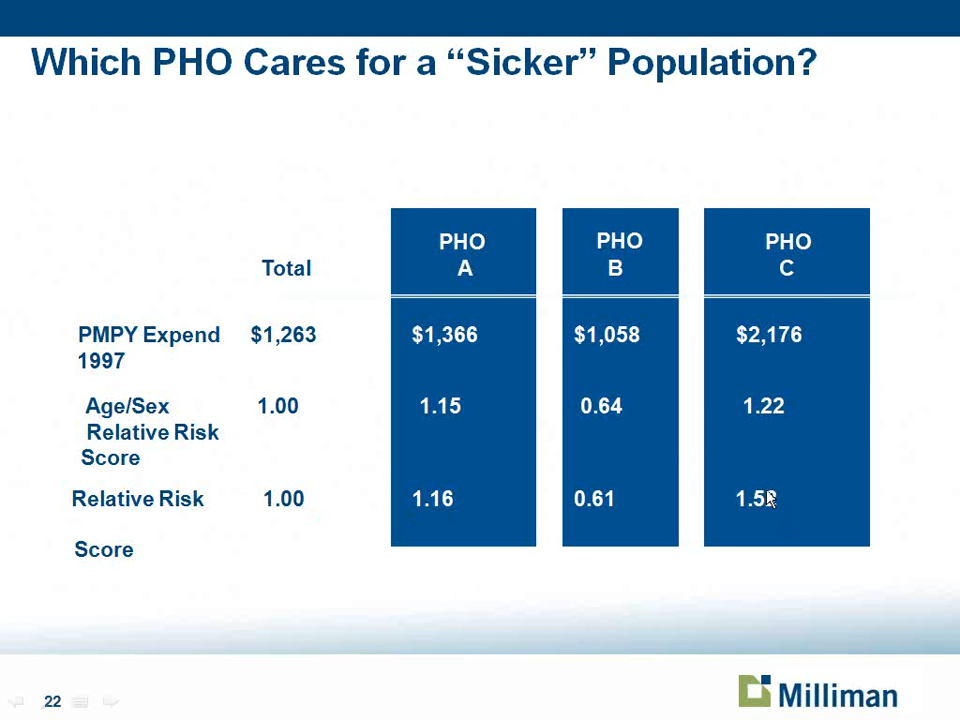 Which PHO Cares for a “Sicker” Population?
Total
PHO
A
PHO
B
PHO
C
PMPY Expend $1,263 $1,366 $1,058 $2,176
1997
Age/Sex 1.00 1.15 0.64 1.22
Relative Risk
Score
Relative Risk 1.00 1.16 0.61
Score
22
Milliman